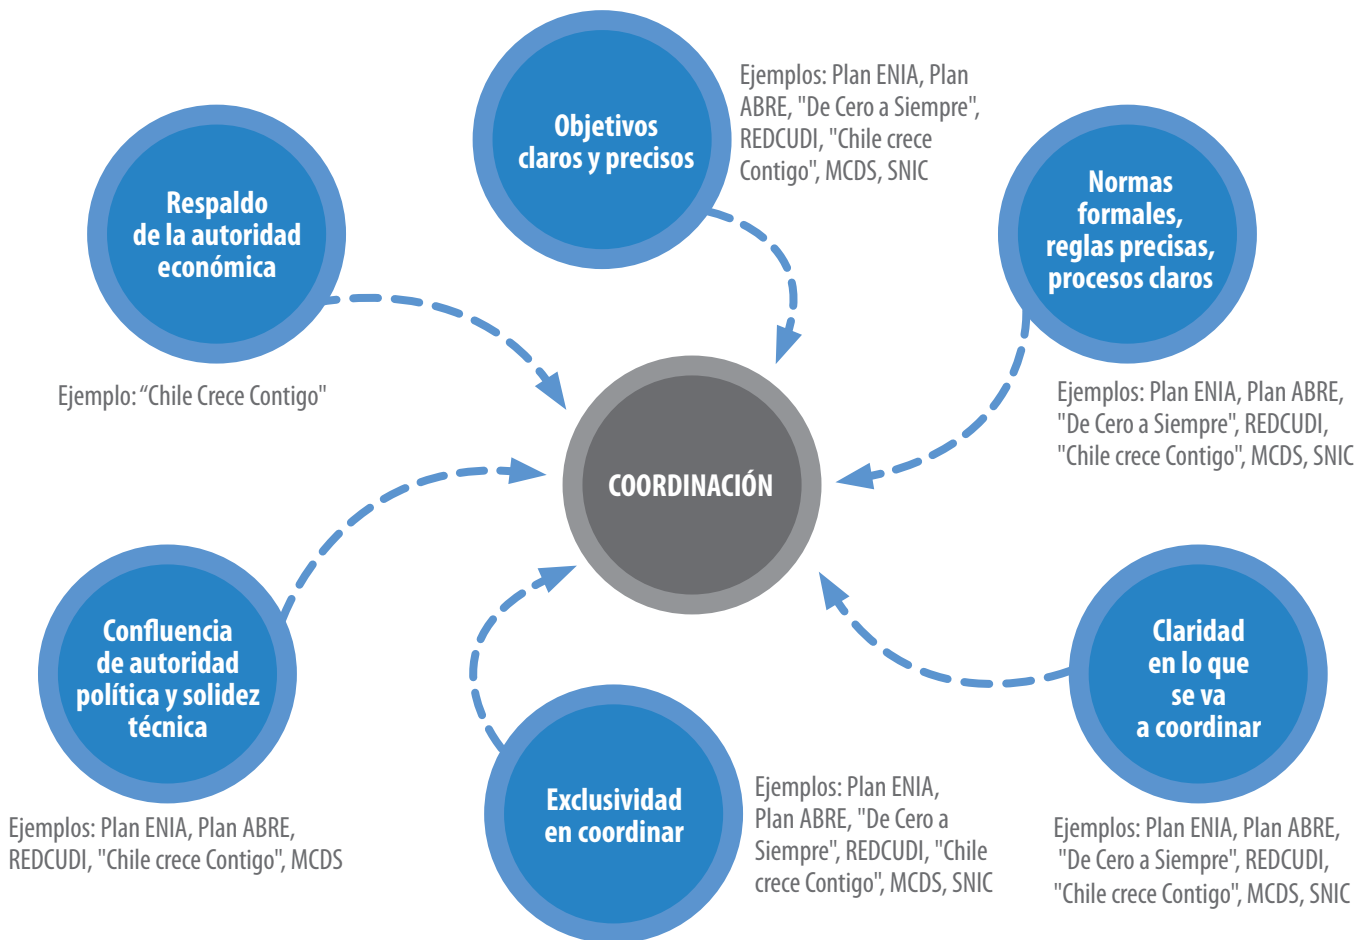 Objetivos
claros y precisos
Ejemplos: Plan ENIA, Plan
ABRE, "De Cero a Siempre",
REDCUDI, "Chile crece
Contigo", MCDS, SNIC
Respaldo
de la autoridad
económica
Ejemplo: “Chile Crece Contigo"
Normas
formales,
reglas precisas,
procesos claros
Ejemplos: Plan ENIA, Plan ABRE,
"De Cero a Siempre", REDCUDI,
"Chile crece Contigo", MCDS, SNIC
COORDINACIÓN
Confluencia
de autoridad
política y solidez
técnica
Ejemplos: Plan ENIA, Plan ABRE,
REDCUDI, "Chile crece Contigo", MCDS
Exclusividad
en coordinar
Ejemplos: Plan ENIA,
Plan ABRE, "De Cero a
Siempre", REDCUDI, "Chile
crece Contigo", MCDS, SNIC
Claridad
en lo que
se va
a coordinar
Ejemplos: Plan ENIA, Plan ABRE,
"De Cero a Siempre", REDCUDI,
"Chile crece Contigo", MCDS, SNIC